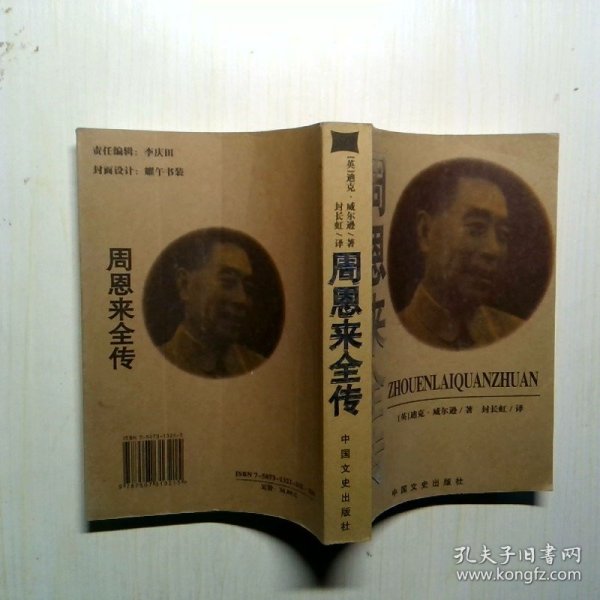 责任编辑：李庆田
封面设计：耀午书装
周恩来全传
[英]迪克·威尔逊/著
封长虹/译
周恩来全传
中国文史出版社
周恩来全传
ZHOUENLAIQUANZHUAN
[英]迪克·威尔逊/著 封长虹/译
中国文史出版社
孔夫子旧书网
www.kongfz.com